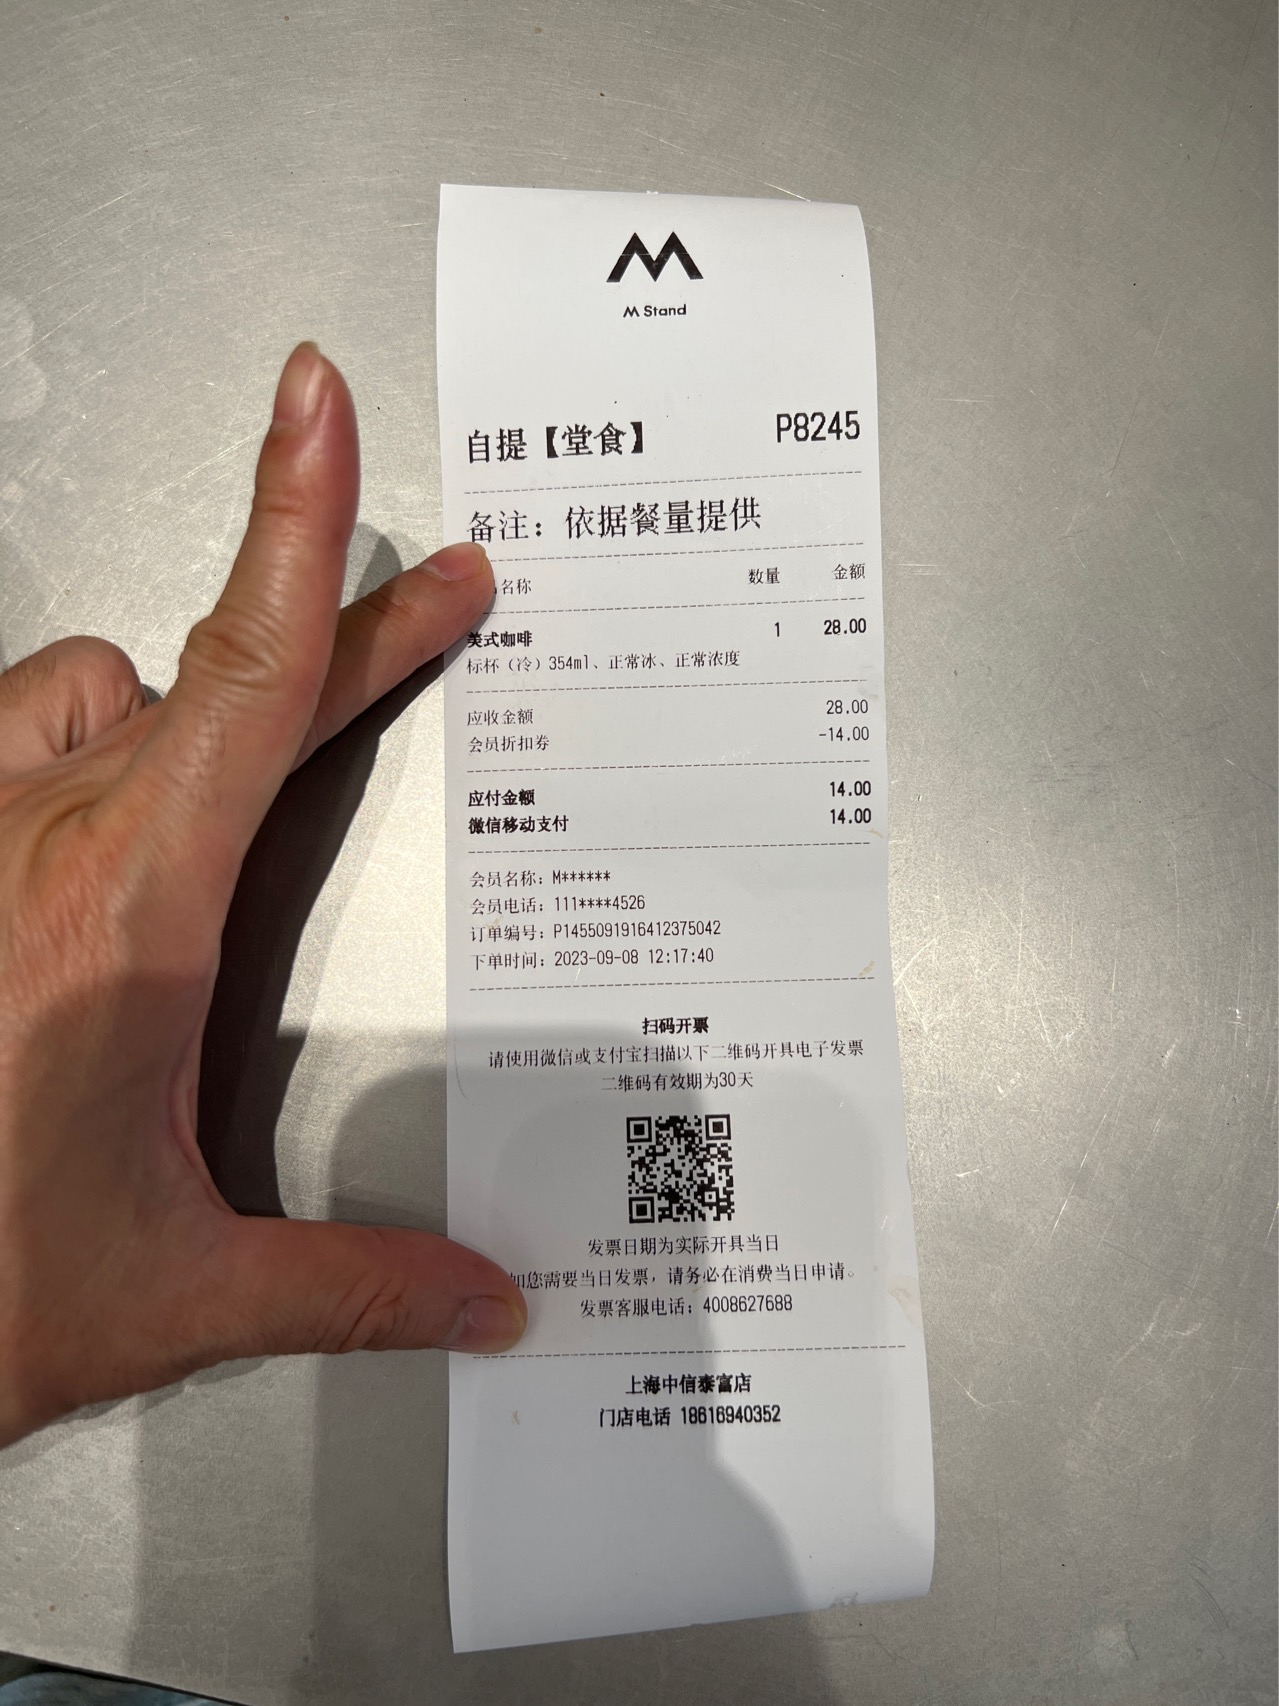 M Stand
自提【堂食】 P8245
备注：依据餐量提供
名称 数量 金额
美式咖啡 1 28.00
标杯（冷）354ml、正常冰、正常浓度
应收金额 28.00
会员折扣券 -14.00
应付金额 14.00
微信移动支付 14.00
会员名称：M******
会员电话：111****4526
订单编号：P1455091916412375042
下单时间：2023-09-08 12:17:40
扫码开票
请使用微信或支付宝扫描以下二维码开具电子发票
二维码有效期为30天
发票日期为实际开具当日
如您需要当日发票，请务必在消费当日申请。
发票客服电话：4008627688
上海中信泰富店
门店电话 18616940352